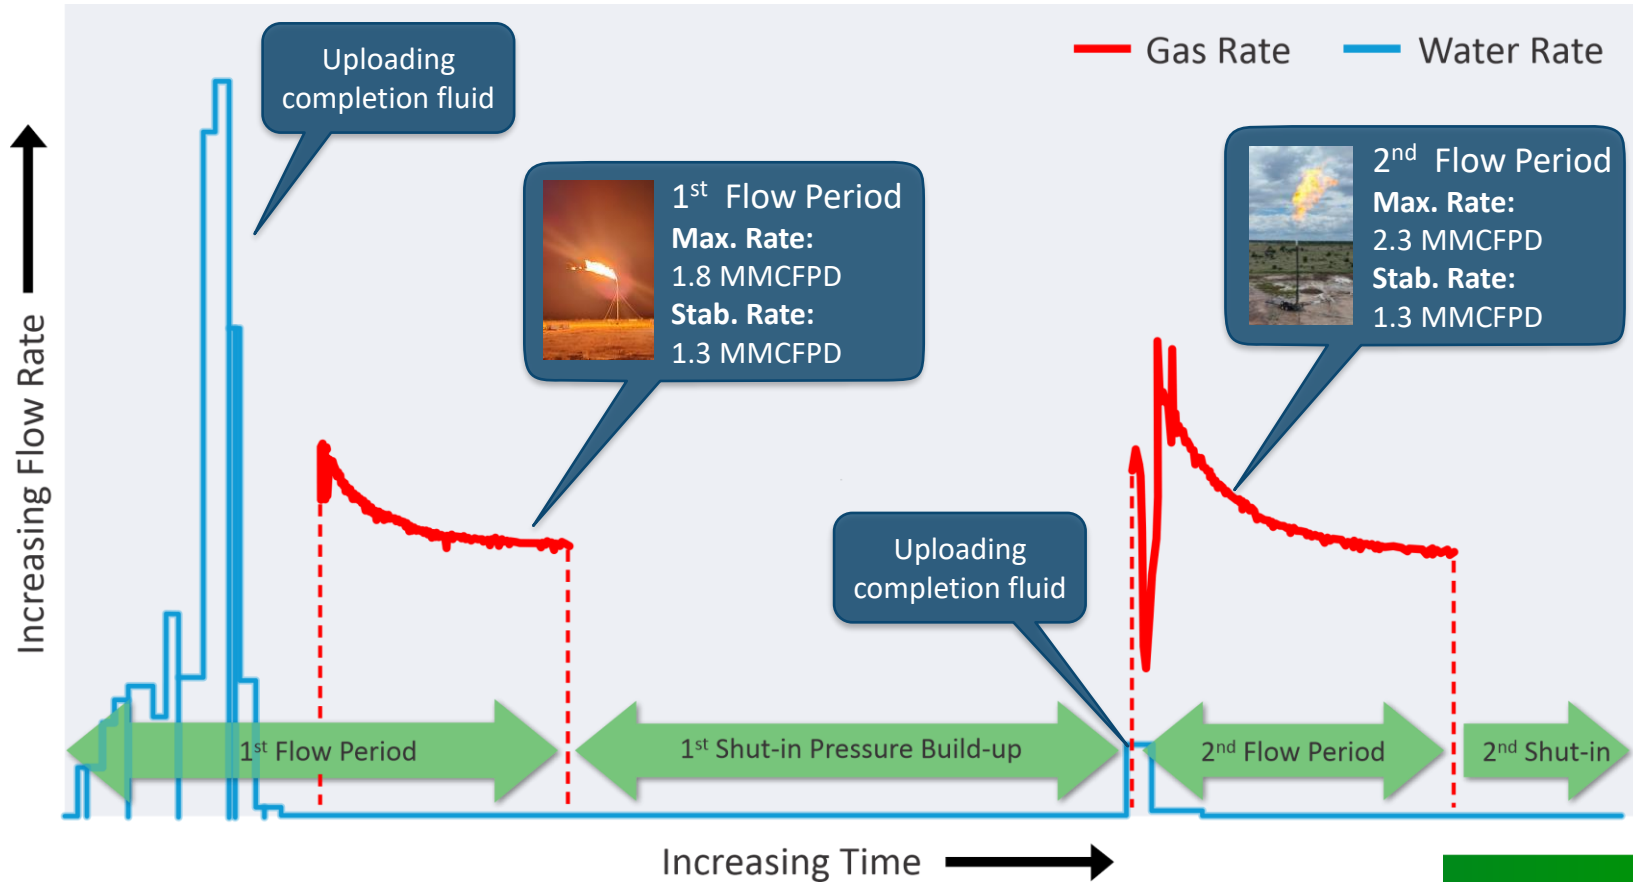 Gas Rate
Water Rate
Uploading
completion fluid
1st Flow Period
Max. Rate:
1.8 MMCFPD
Stab. Rate:
1.3 MMCFPD
2nd Flow Period
Max. Rate:
2.3 MMCFPD
Stab. Rate:
1.3 MMCFPD
Increasing Flow Rate
Uploading
completion fluid
1st Flow Period
1st Shut-in Pressure Build-up
2nd Flow Period
2nd Shut-in
Increasing Time